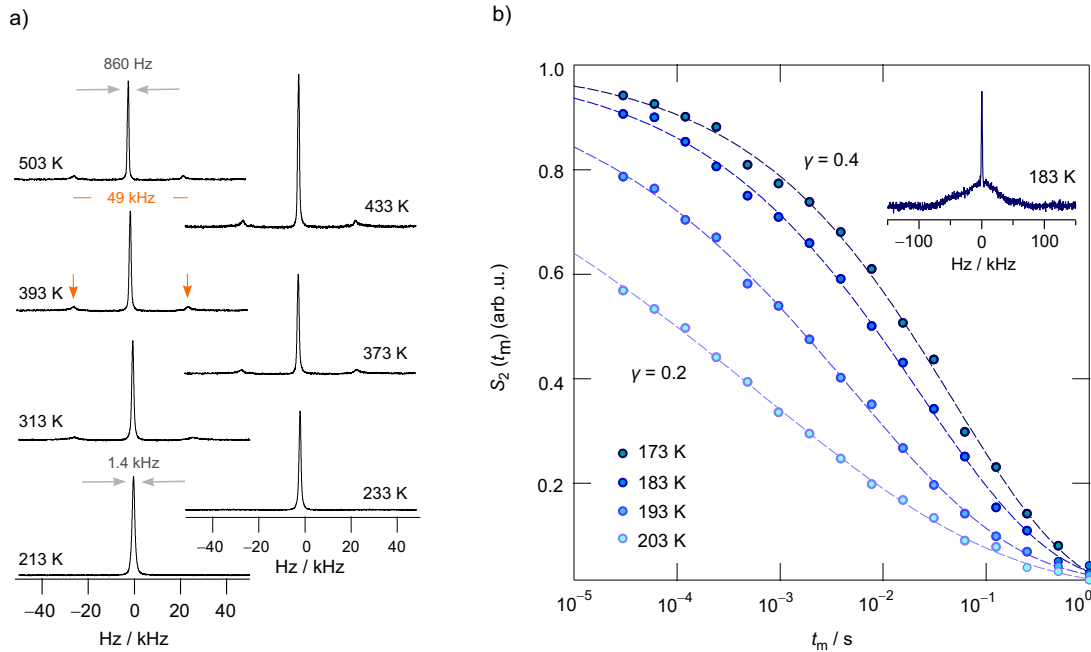 a)
860 Hz
503 K
49 kHz
433 K
393 K
373 K
313 K
1.4 kHz
233 K
213 K
−40 −20 0 20 40
Hz / kHz
−40 −20 0 20 40
Hz / kHz
b)
1.0
0.8
0.6
0.4
0.2
S2 (tm) (arb .u.)
γ = 0.4
γ = 0.2
183 K
−100 0 100
Hz / kHz
173 K
183 K
193 K
203 K
10−5 10−4 10−3 10−2 10−1 100
tm / s